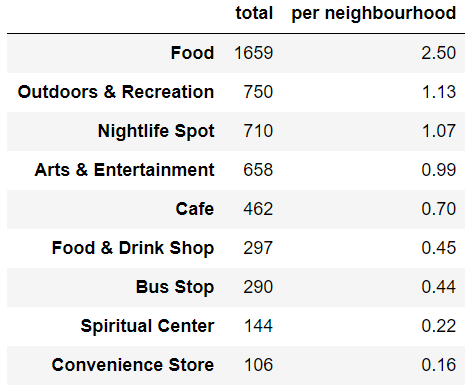 total per neighbourhood
Food 1659 2.50
Outdoors & Recreation 750 1.13
Nightlife Spot 710 1.07
Arts & Entertainment 658 0.99
Cafe 462 0.70
Food & Drink Shop 297 0.45
Bus Stop 290 0.44
Spiritual Center 144 0.22
Convenience Store 106 0.16